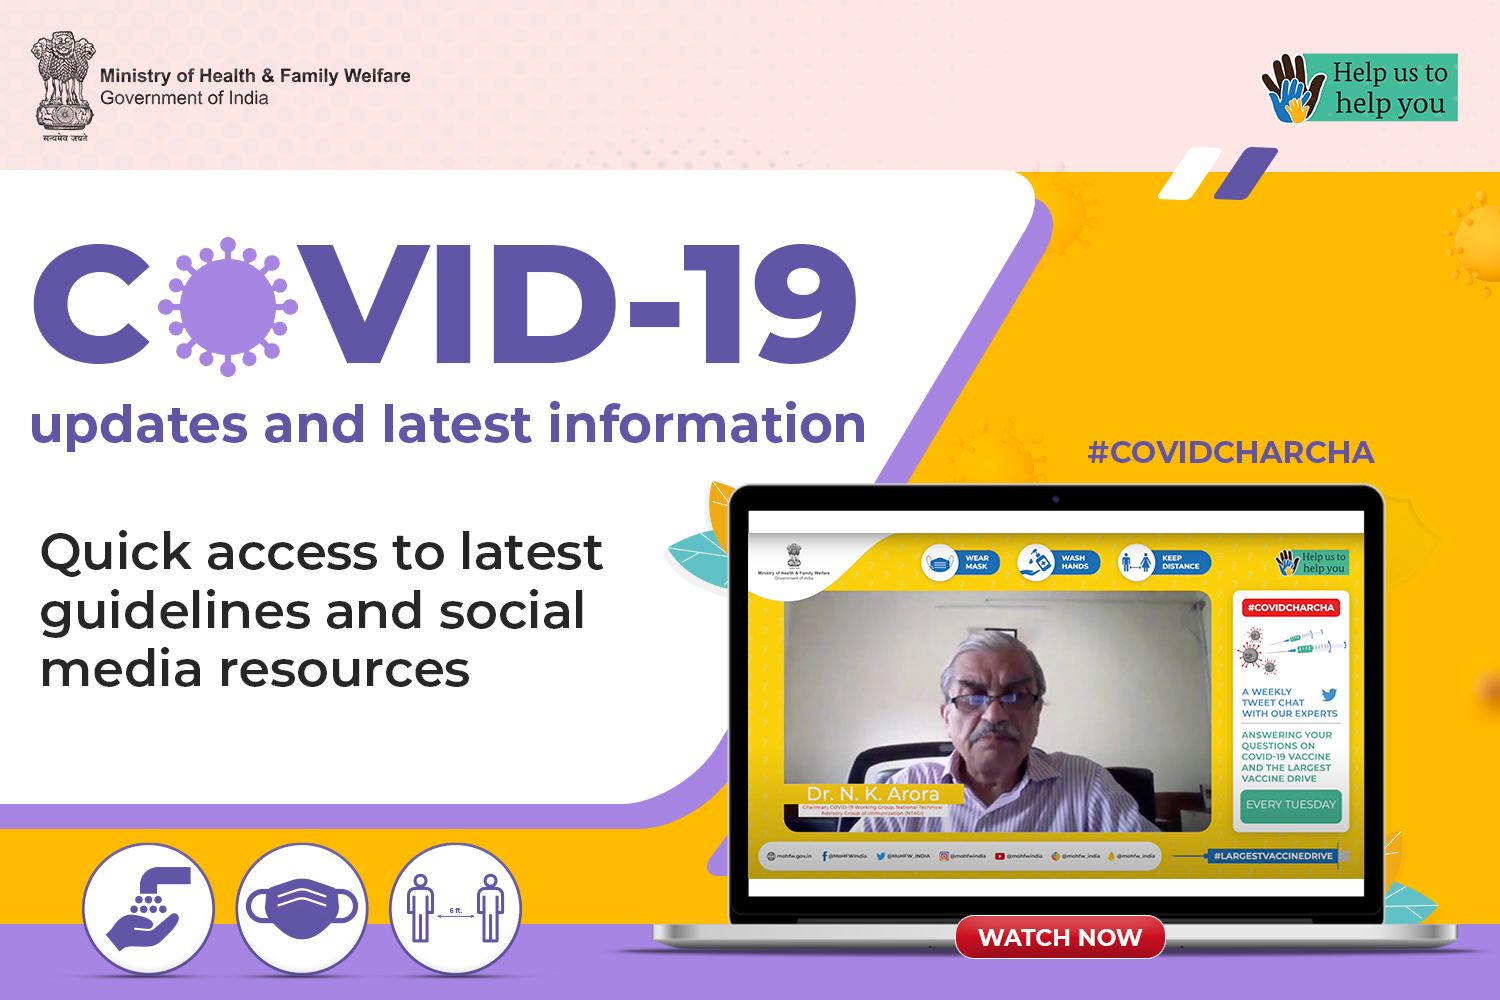 Ministry of Health & Family Welfare
Government of India
सत्यमेव जयते
Help us to
help you
COVID-19
updates and latest information
Quick access to latest
guidelines and social
media resources
#COVIDCHARCHA
Ministry of Health & Family Welfare
Government of India
WEAR
MASK
WASH
HANDS
KEEP
DISTANCE
Help us to
help you
#COVIDCHARCHA
A WEEKLY
TWEET CHAT
WITH OUR EXPERTS
ANSWERING YOUR
QUESTIONS ON
COVID-19 VACCINE
AND THE LARGEST
VACCINE DRIVE
EVERY TUESDAY
Dr. N. K. Arora
Chairman, COVID-19 Working Group, National Technical
Advisory Group of Immunization (NTAGI)
mohfw.gov.in @MoHFWIndia @MoHFW_INDIA @mohfwindia @mohfwindia @mohfw_india @mohfw_india
#LARGESTVACCINEDRIVE
6 ft.
WATCH NOW